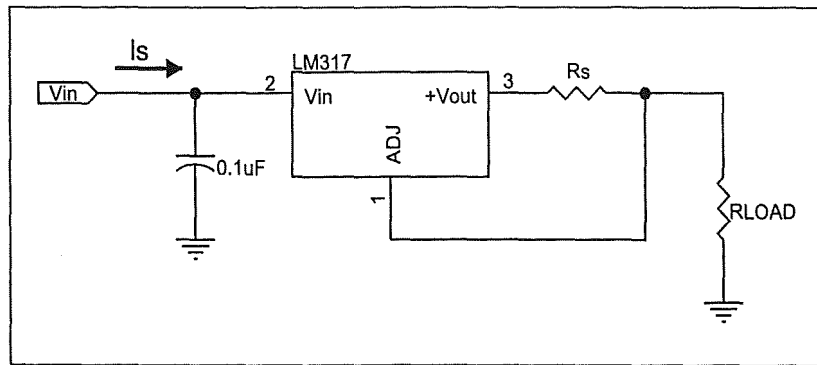 Is
LM317
Vin
2
Vin
+Vout
3
Rs
ADJ
1
0.1uF
RLOAD